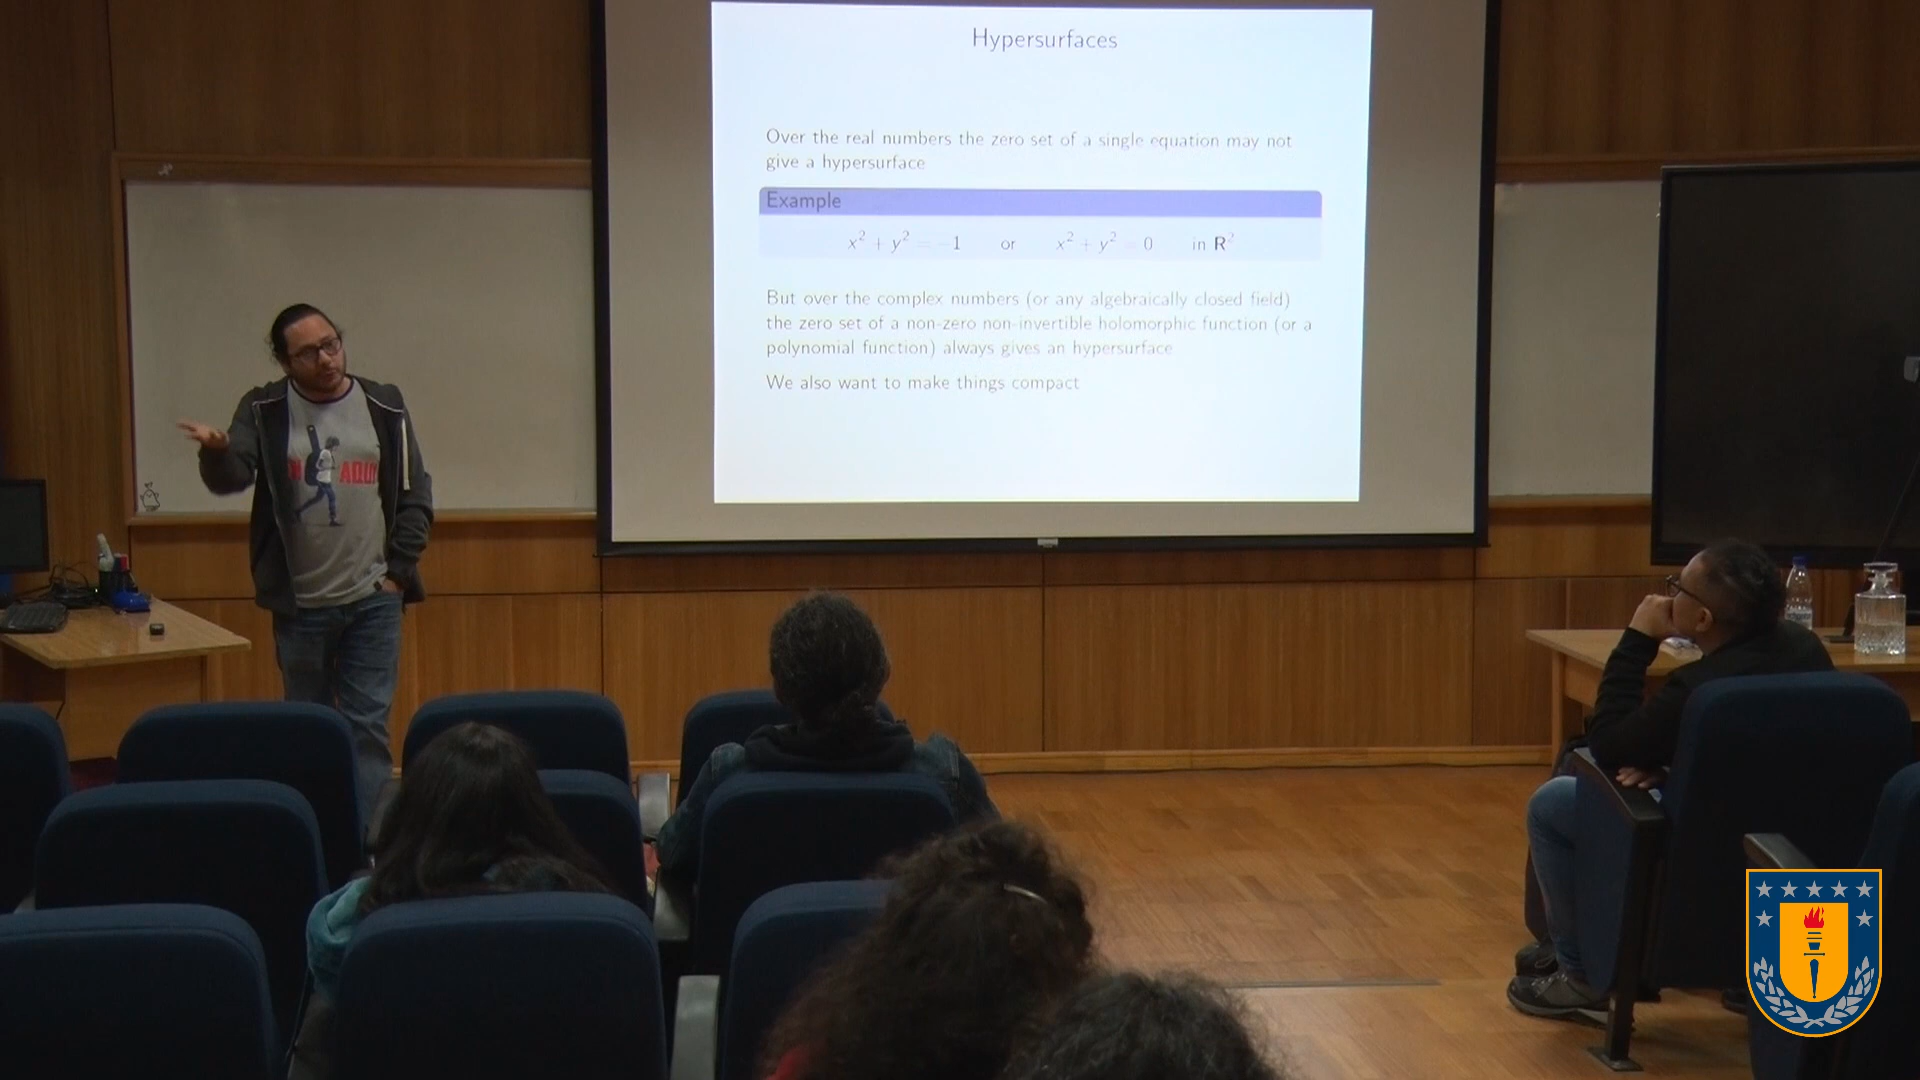 Hypersurfaces
Over the real numbers the zero set of a single equation may not
give a hypersurface
Example
x² + y² = −1 or x² + y² = 0 in R²
But over the complex numbers (or any algebraically closed field)
the zero set of a non-zero non-invertible holomorphic function (or a
polynomial function) always gives an hypersurface
We also want to make things compact